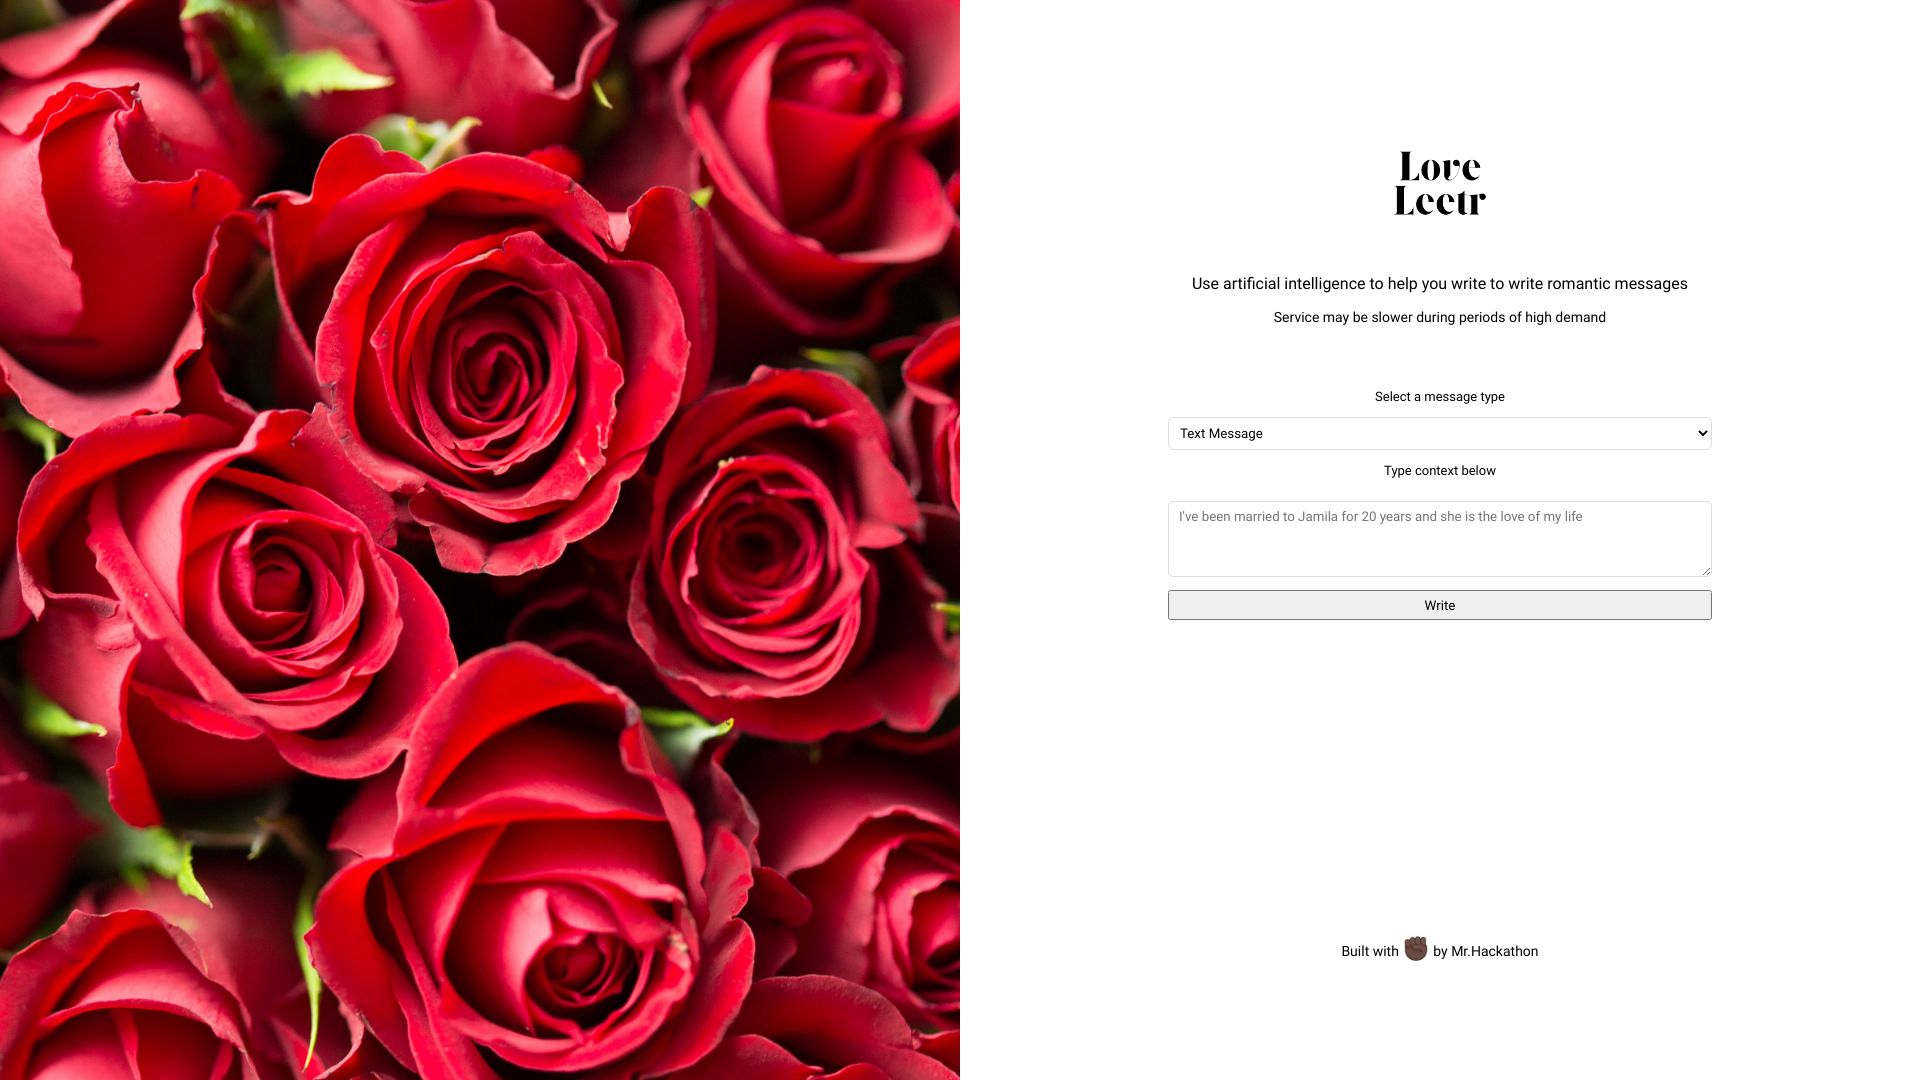 Love
Leetr
Use artificial intelligence to help you write to write romantic messages
Service may be slower during periods of high demand
Select a message type
Text Message
Type context below
I've been married to Jamila for 20 years and she is the love of my life
Write
Built with ✊🏿 by Mr.Hackathon